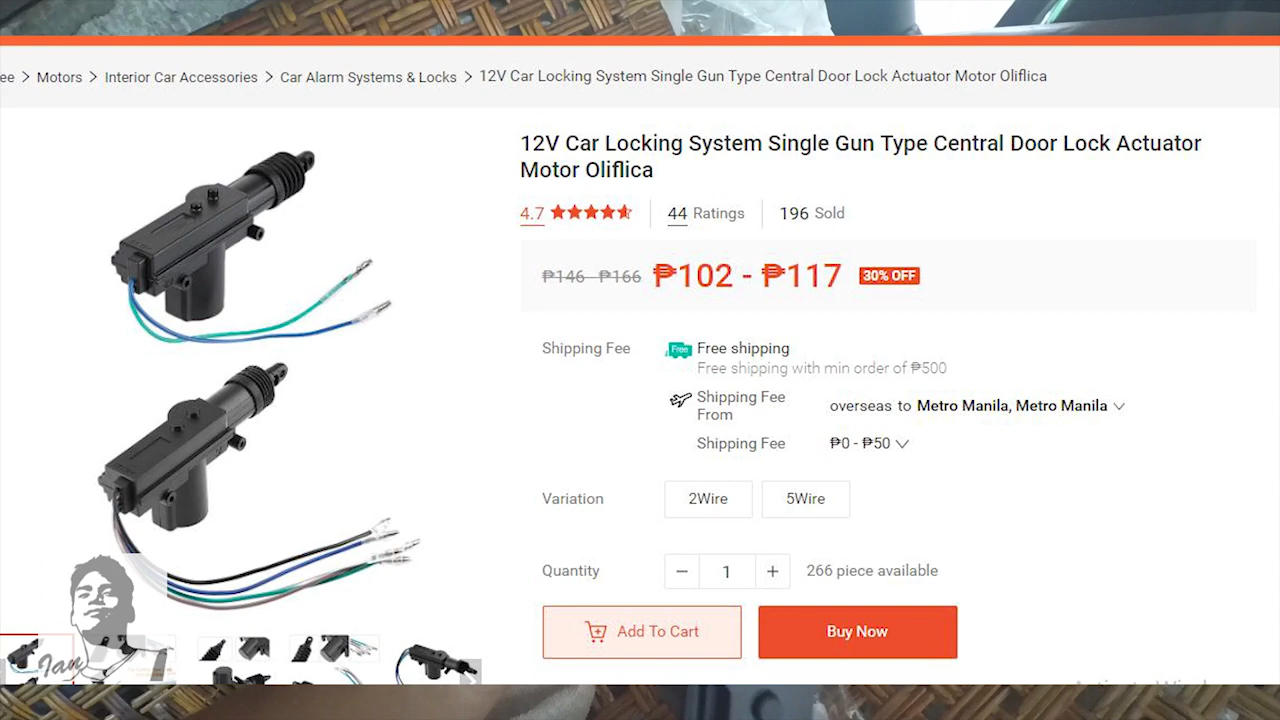 ee > Motors > Interior Car Accessories > Car Alarm Systems & Locks > 12V Car Locking System Single Gun Type Central Door Lock Actuator Motor Oliflica
12V Car Locking System Single Gun Type Central Door Lock Actuator
Motor Oliflica
4.7 44 Ratings 196 Sold
₱146 - ₱166 ₱102 - ₱117 30% OFF
Shipping Fee Free Free shipping
Free shipping with min order of ₱500
Shipping Fee
From overseas to Metro Manila, Metro Manila
Shipping Fee ₱0 - ₱50
Variation 2Wire 5Wire
Quantity − 1 + 266 piece available
Add To Cart Buy Now
Ian